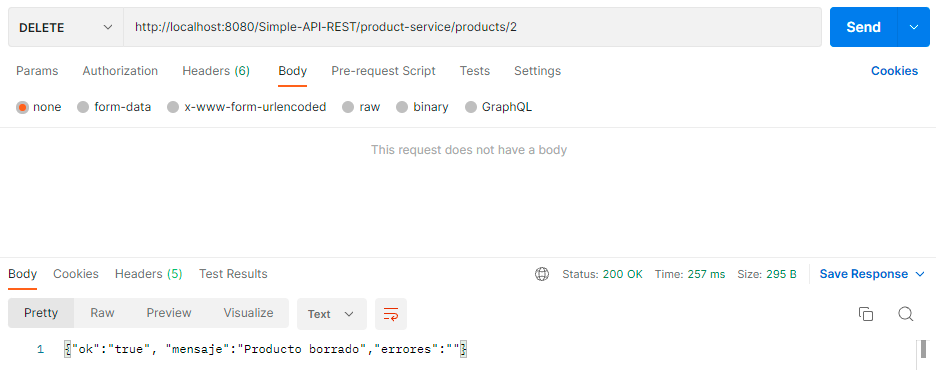 DELETE http://localhost:8080/Simple-API-REST/product-service/products/2 Send
Params Authorization Headers (6) Body Pre-request Script Tests Settings Cookies
none form-data x-www-form-urlencoded raw binary GraphQL
This request does not have a body
Body Cookies Headers (5) Test Results Status: 200 OK Time: 257 ms Size: 295 B Save Response
Pretty Raw Preview Visualize Text
1 {"ok":"true", "mensaje":"Producto borrado","errores":""}